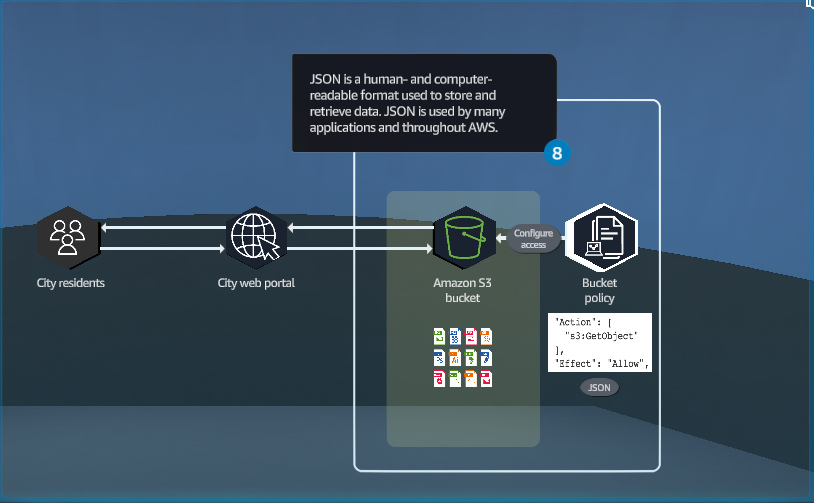 JSON is a human- and computer-
readable format used to store and
retrieve data. JSON is used by many
applications and throughout AWS.
8
Configure
access
City residents
City web portal
Amazon S3
bucket
Bucket
policy
"Action": [
"s3:GetObject"
],
"Effect": "Allow",
JSON